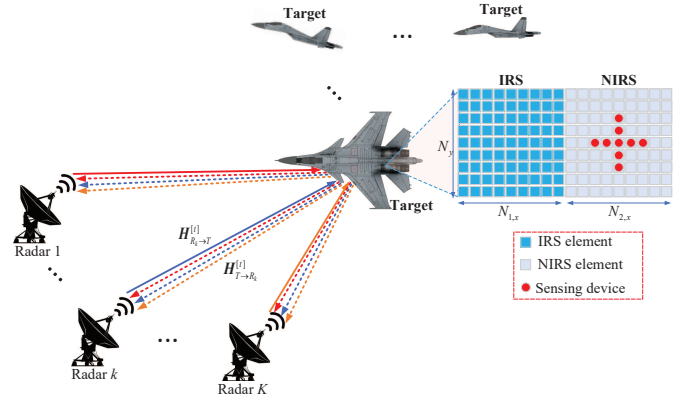 Target
...
Target
...
IRS
NIRS
N_y
Target
N_{1,x}
N_{2,x}
Radar 1
H^{[t]}_{R_k→T}
H^{[t]}_{T→R_k}
IRS element
NIRS element
Sensing device
...
Radar k
...
Radar K